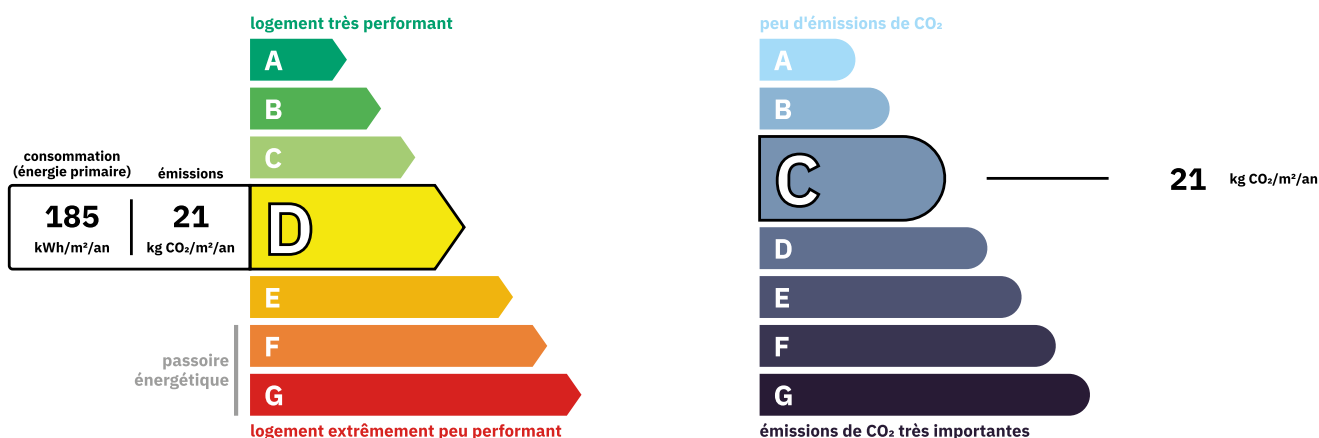 logement très performant
A
B
C
consommation
(énergie primaire)
émissions
185
kWh/m²/an
21
kg CO₂/m²/an
D
E
F
G
passoire
énergétique
logement extrêmement peu performant
peu d'émissions de CO₂
A
B
C
21 kg CO₂/m²/an
D
E
F
G
émissions de CO₂ très importantes